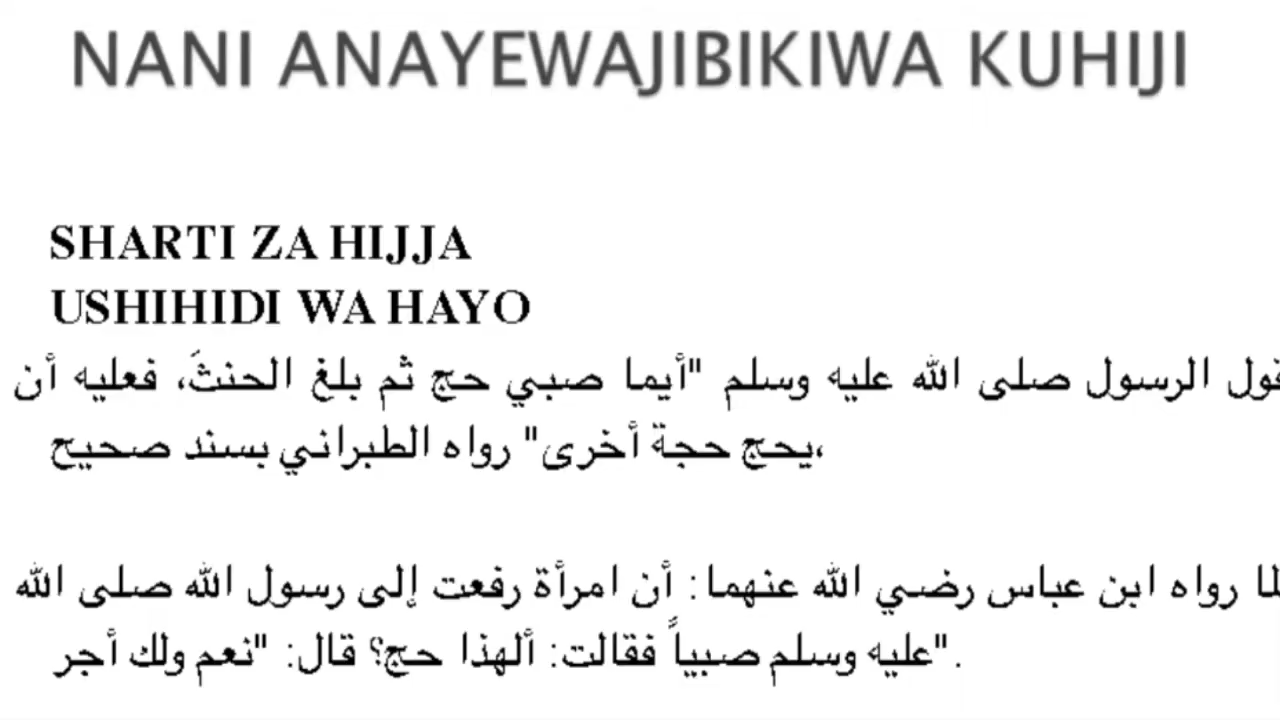 NANI ANAYEWAJIBIKIWA KUHIJI
SHARTI ZA HIJJA
USHIHIDI WA HAYO
قول الرسول صلى الله عليه وسلم "أيما صبي حج ثم بلغ الحنثَ، فعليه أن
يحج حجة أخرى" رواه الطبراني بسند صحيح،
رواه ابن عباس رضي الله عنهما: أن امرأة رفعت إلى رسول الله صلى الله
عليه وسلم صبياً فقالت: ألهذا حج؟ قال: "نعم ولك أجر".